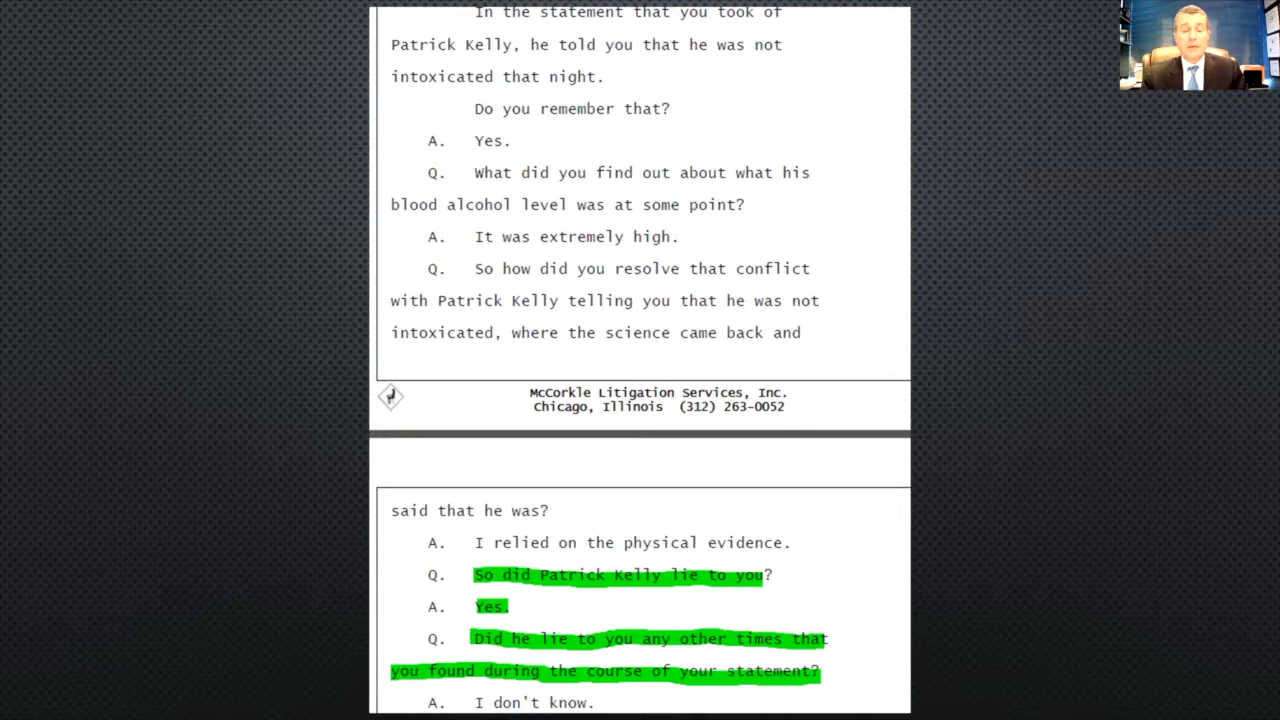 In the statement that you took of
Patrick Kelly, he told you that he was not
intoxicated that night.
Do you remember that?
A. Yes.
Q. What did you find out about what his
blood alcohol level was at some point?
A. It was extremely high.
Q. So how did you resolve that conflict
with Patrick Kelly telling you that he was not
intoxicated, where the science came back and
McCorkle Litigation Services, Inc.
Chicago, Illinois (312) 263-0052
said that he was?
A. I relied on the physical evidence.
Q. So did Patrick Kelly lie to you?
A. Yes.
Q. Did he lie to you any other times that
you found during the course of your statement?
A. I don't know.